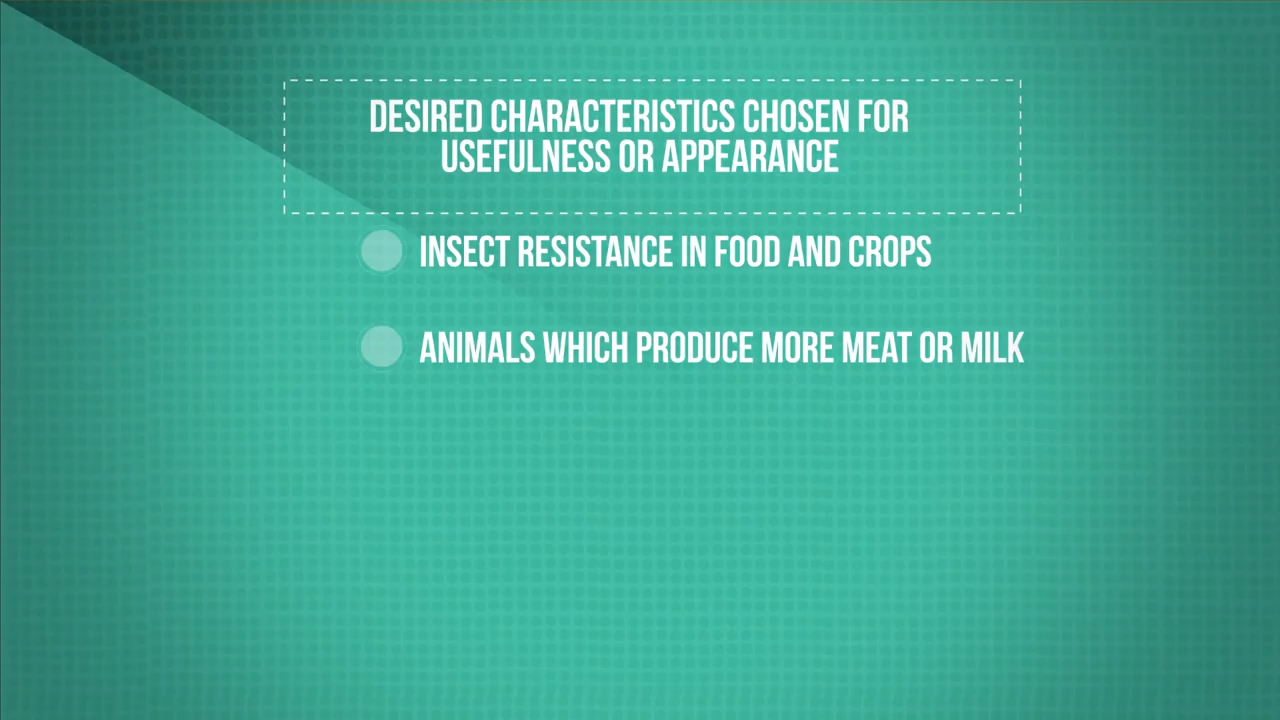 DESIRED CHARACTERISTICS CHOSEN FOR
USEFULNESS OR APPEARANCE
INSECT RESISTANCE IN FOOD AND CROPS
ANIMALS WHICH PRODUCE MORE MEAT OR MILK